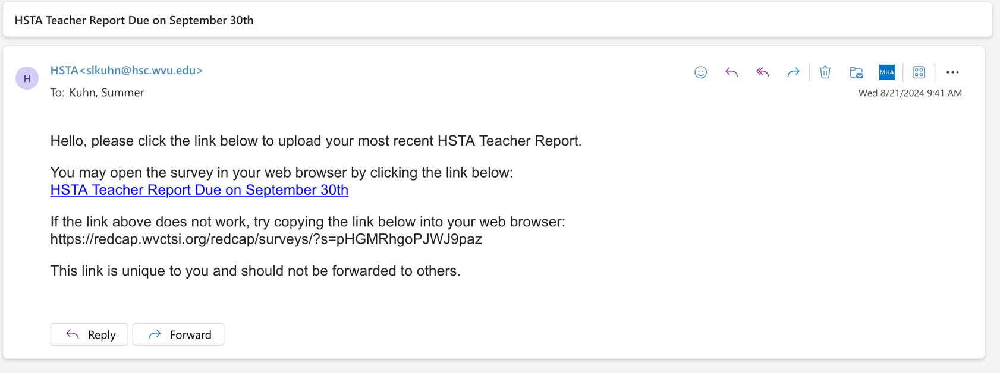 HSTA Teacher Report Due on September 30th
H
HSTA<slkuhn@hsc.wvu.edu>
MHA
To: Kuhn, Summer
Wed 8/21/2024 9:41 AM
Hello, please click the link below to upload your most recent HSTA Teacher Report.
You may open the survey in your web browser by clicking the link below:
HSTA Teacher Report Due on September 30th
If the link above does not work, try copying the link below into your web browser:
https://redcap.wvctsi.org/redcap/surveys/?s=pHGMRhgoPJWJ9paz
This link is unique to you and should not be forwarded to others.
Reply
Forward